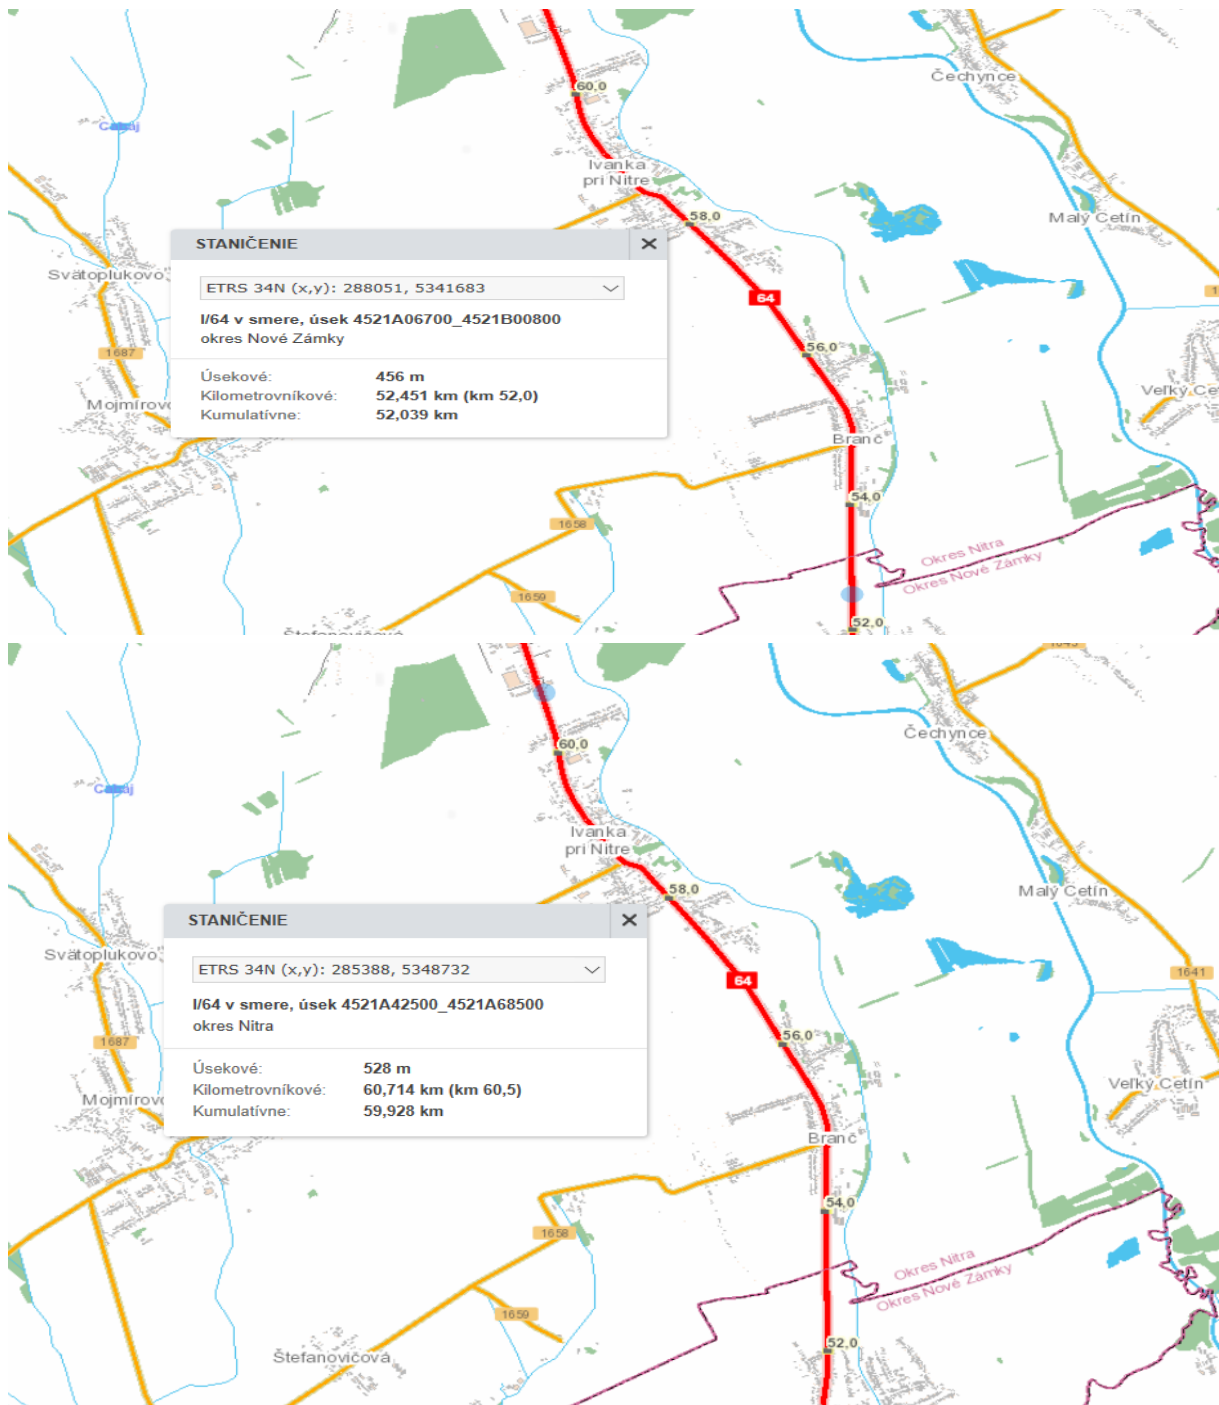 60,0
Čechynce
Ivanka
pri Nitre
58,0
Malý Cetín
STANIČENIE
Svätoplukovo
ETRS 34N (x,y): 288051, 5341683
64
I/64 v smere, úsek 4521A06700_4521B00800
okres Nové Zámky
56,0
1687
Úsekové: 456 m
Kilometrovníkové: 52,451 km (km 52,0)
Kumulatívne: 52,039 km
Veľký Ce
Mojmírov
Branč
54,0
1658
Okres Nitra
Okres Nové Zámky
1659
52,0
Štefanovičová
Čechynce
60,0
Ivanka
pri Nitre
58,0
Malý Cetín
STANIČENIE
Svätoplukovo
ETRS 34N (x,y): 285388, 5348732
1641
64
I/64 v smere, úsek 4521A42500_4521A68500
okres Nitra
56,0
1687
Úsekové: 528 m
Kilometrovníkové: 60,714 km (km 60,5)
Kumulatívne: 59,928 km
Veľký Cetín
Mojmírov
Branč
54,0
1658
Okres Nitra
Okres Nové Zámky
1659
52,0
Štefanovičová